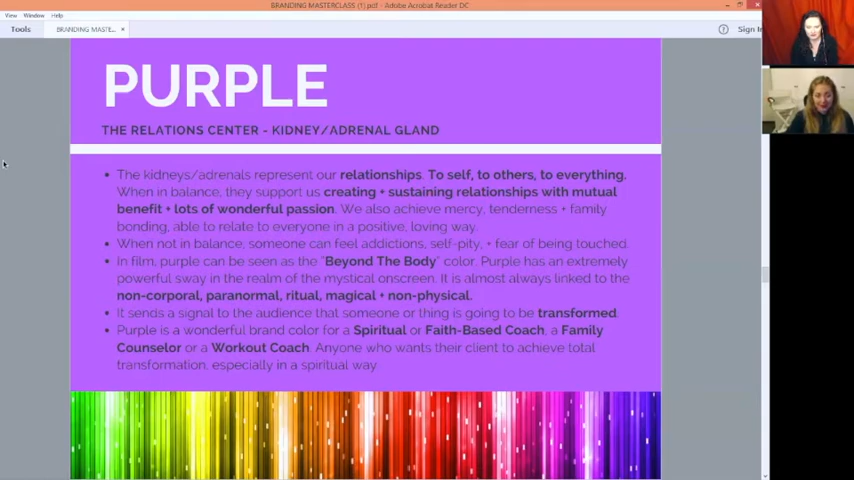 BRANDING MASTERCLASS (1).pdf - Adobe Acrobat Reader DC
View Window Help
Tools
BRANDING MASTE...
Sign In
PURPLE
THE RELATIONS CENTER - KIDNEY/ADRENAL GLAND
• The kidneys/adrenals represent our relationships. To self, to others, to everything.
When in balance, they support us creating + sustaining relationships with mutual
benefit + lots of wonderful passion. We also achieve mercy, tenderness + family
bonding, able to relate to everyone in a positive, loving way.
• When not in balance, someone can feel addictions, self-pity, + fear of being touched.
• In film, purple can be seen as the "Beyond The Body" color. Purple has an extremely
powerful sway in the realm of the mystical onscreen. It is almost always linked to the
non-corporal, paranormal, ritual, magical + non-physical.
• It sends a signal to the audience that someone or thing is going to be transformed.
• Purple is a wonderful brand color for a Spiritual or Faith-Based Coach, a Family
Counselor or a Workout Coach. Anyone who wants their client to achieve total
transformation, especially in a spiritual way.